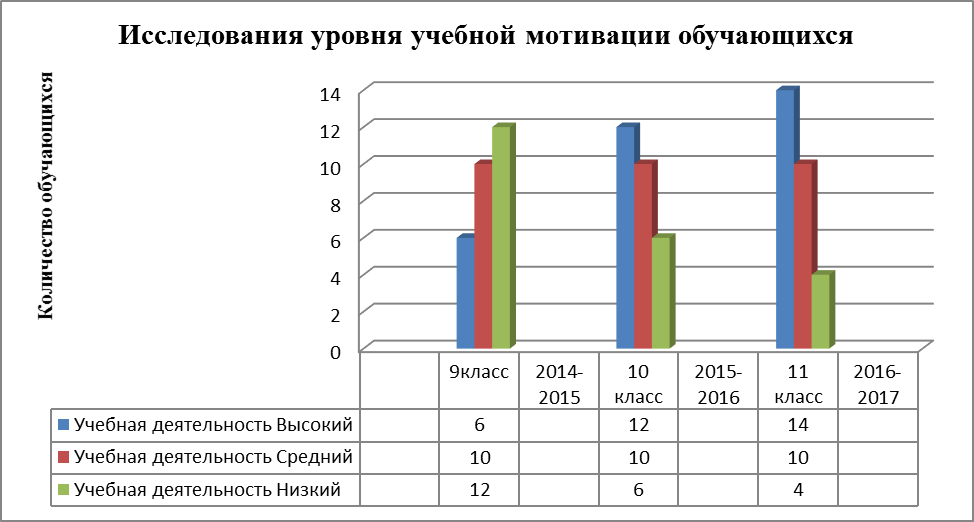 Исследования уровня учебной мотивации обучающихся
Количество обучающихся
14
12
10
8
6
4
2
0
9класс 2014-2015 10 класс 2015-2016 11 класс 2016-2017
Учебная деятельность Высокий 6 12 14
Учебная деятельность Средний 10 10 10
Учебная деятельность Низкий 12 6 4